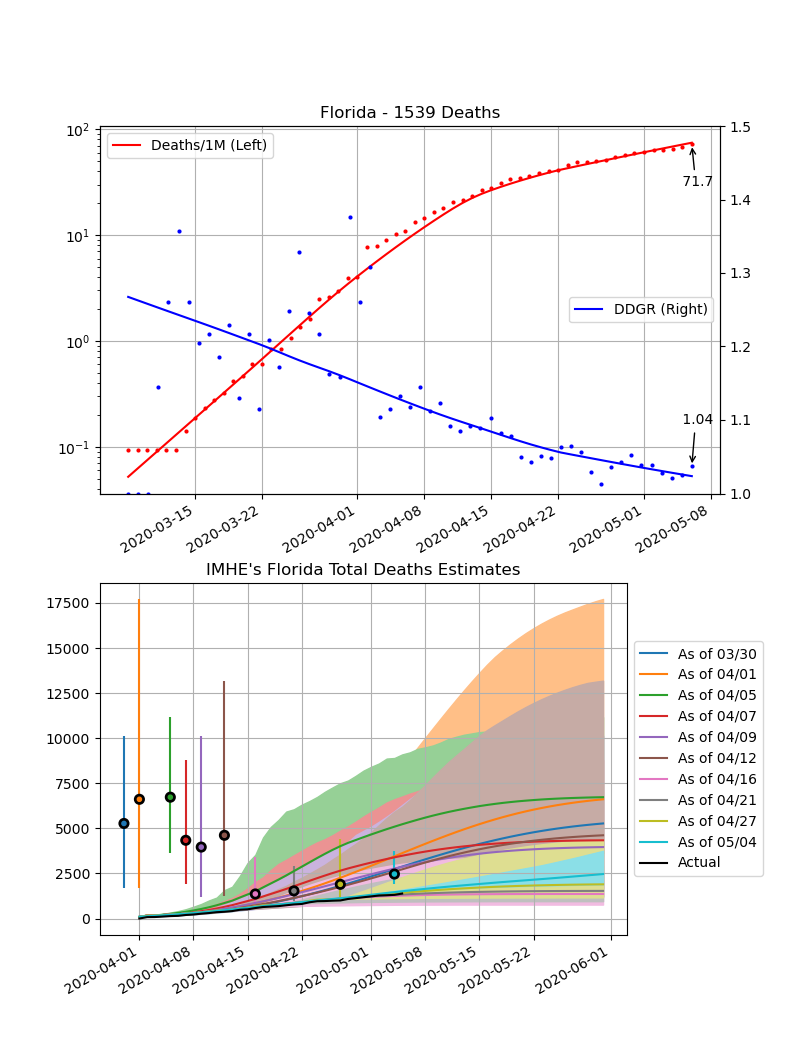 Florida - 1539 Deaths
Deaths/1M (Left)
DDGR (Right)
71.7
1.04
10²
10¹
10⁰
10⁻¹
1.5
1.4
1.3
1.2
1.1
1.0
2020-03-15
2020-03-22
2020-04-01
2020-04-08
2020-04-15
2020-04-22
2020-05-01
2020-05-08
IMHE's Florida Total Deaths Estimates
17500
15000
12500
10000
7500
5000
2500
0
2020-04-01
2020-04-08
2020-04-15
2020-04-22
2020-05-01
2020-05-08
2020-05-15
2020-05-22
2020-06-01
As of 03/30
As of 04/01
As of 04/05
As of 04/07
As of 04/09
As of 04/12
As of 04/16
As of 04/21
As of 04/27
As of 05/04
Actual